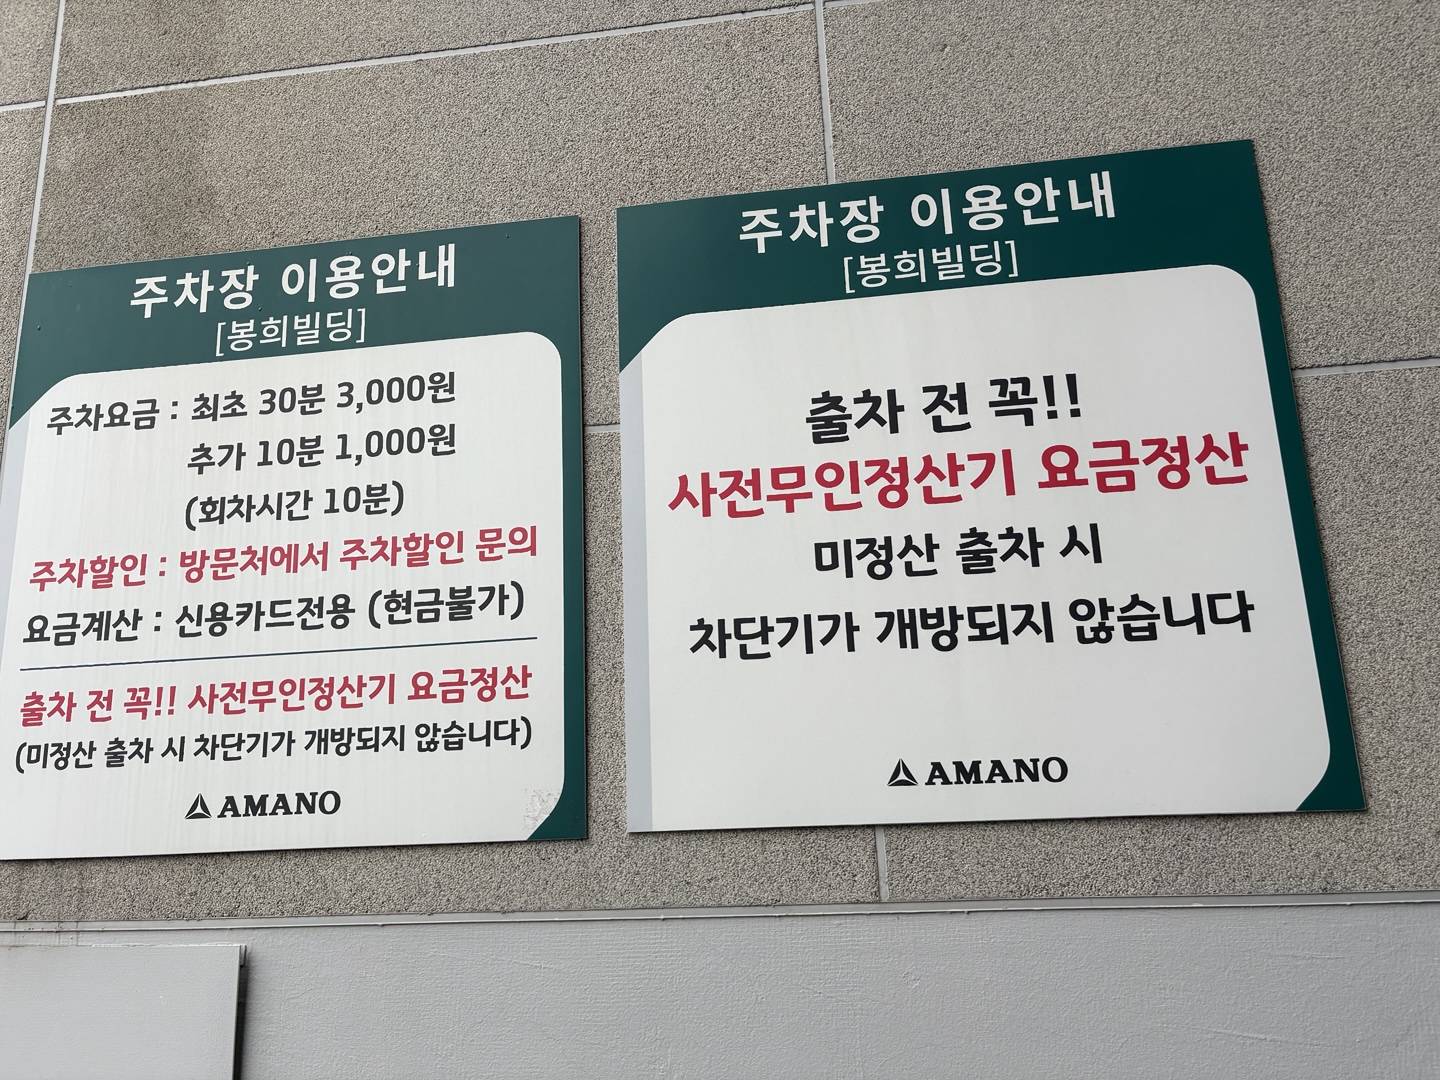 주차장 이용안내
[봉희빌딩]
주차요금 : 최초 30분 3,000원
추가 10분 1,000원
(회차시간 10분)
주차할인 : 방문처에서 주차할인 문의
요금계산 : 신용카드전용 (현금불가)
출차 전 꼭!! 사전무인정산기 요금정산
(미정산 출차 시 차단기가 개방되지 않습니다)
AMANO
주차장 이용안내
[봉희빌딩]
출차 전 꼭!!
사전무인정산기 요금정산
미정산 출차 시
차단기가 개방되지 않습니다
AMANO